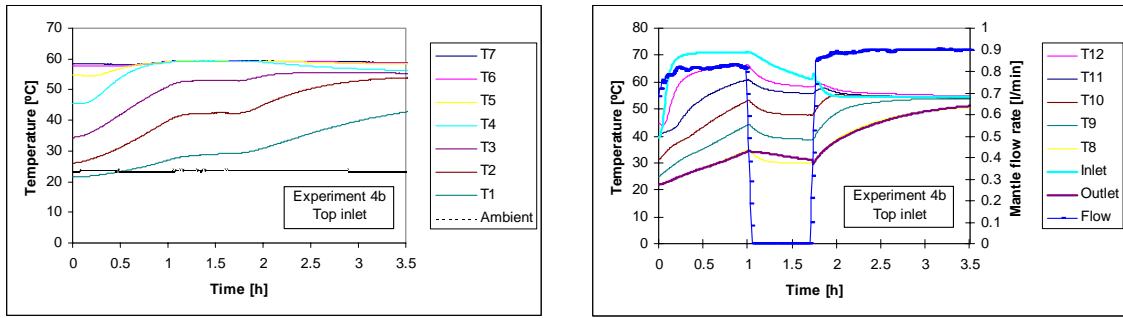 70
60
50
40
30
20
10
0
0 0.5 1 1.5 2 2.5 3 3.5
Temperature [ºC]
Time [h]
Experiment 4b
Top inlet
T7
T6
T5
T4
T3
T2
T1
Ambient
80
70
60
50
40
30
20
10
0
0 0.5 1 1.5 2 2.5 3 3.5
Temperature [ºC]
Time [h]
1
0.9
0.8
0.7
0.6
0.5
0.4
0.3
0.2
0.1
0
Mantle flow rate [l/min]
Experiment 4b
Top inlet
T12
T11
T10
T9
T8
Inlet
Outlet
Flow